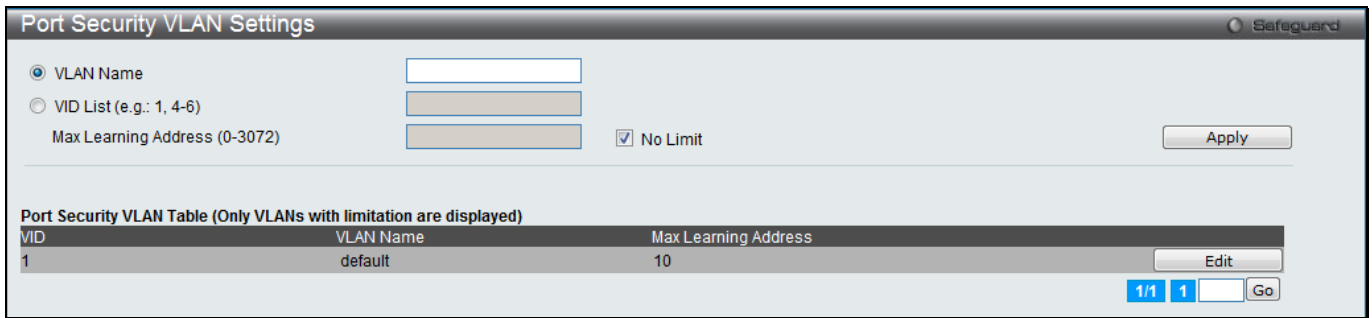 Port Security VLAN Settings Safeguard
VLAN Name
VID List (e.g.: 1, 4-6)
Max Learning Address (0-3072) No Limit Apply
Port Security VLAN Table (Only VLANs with limitation are displayed)
VID VLAN Name Max Learning Address
1 default 10 Edit
1/1 1 Go